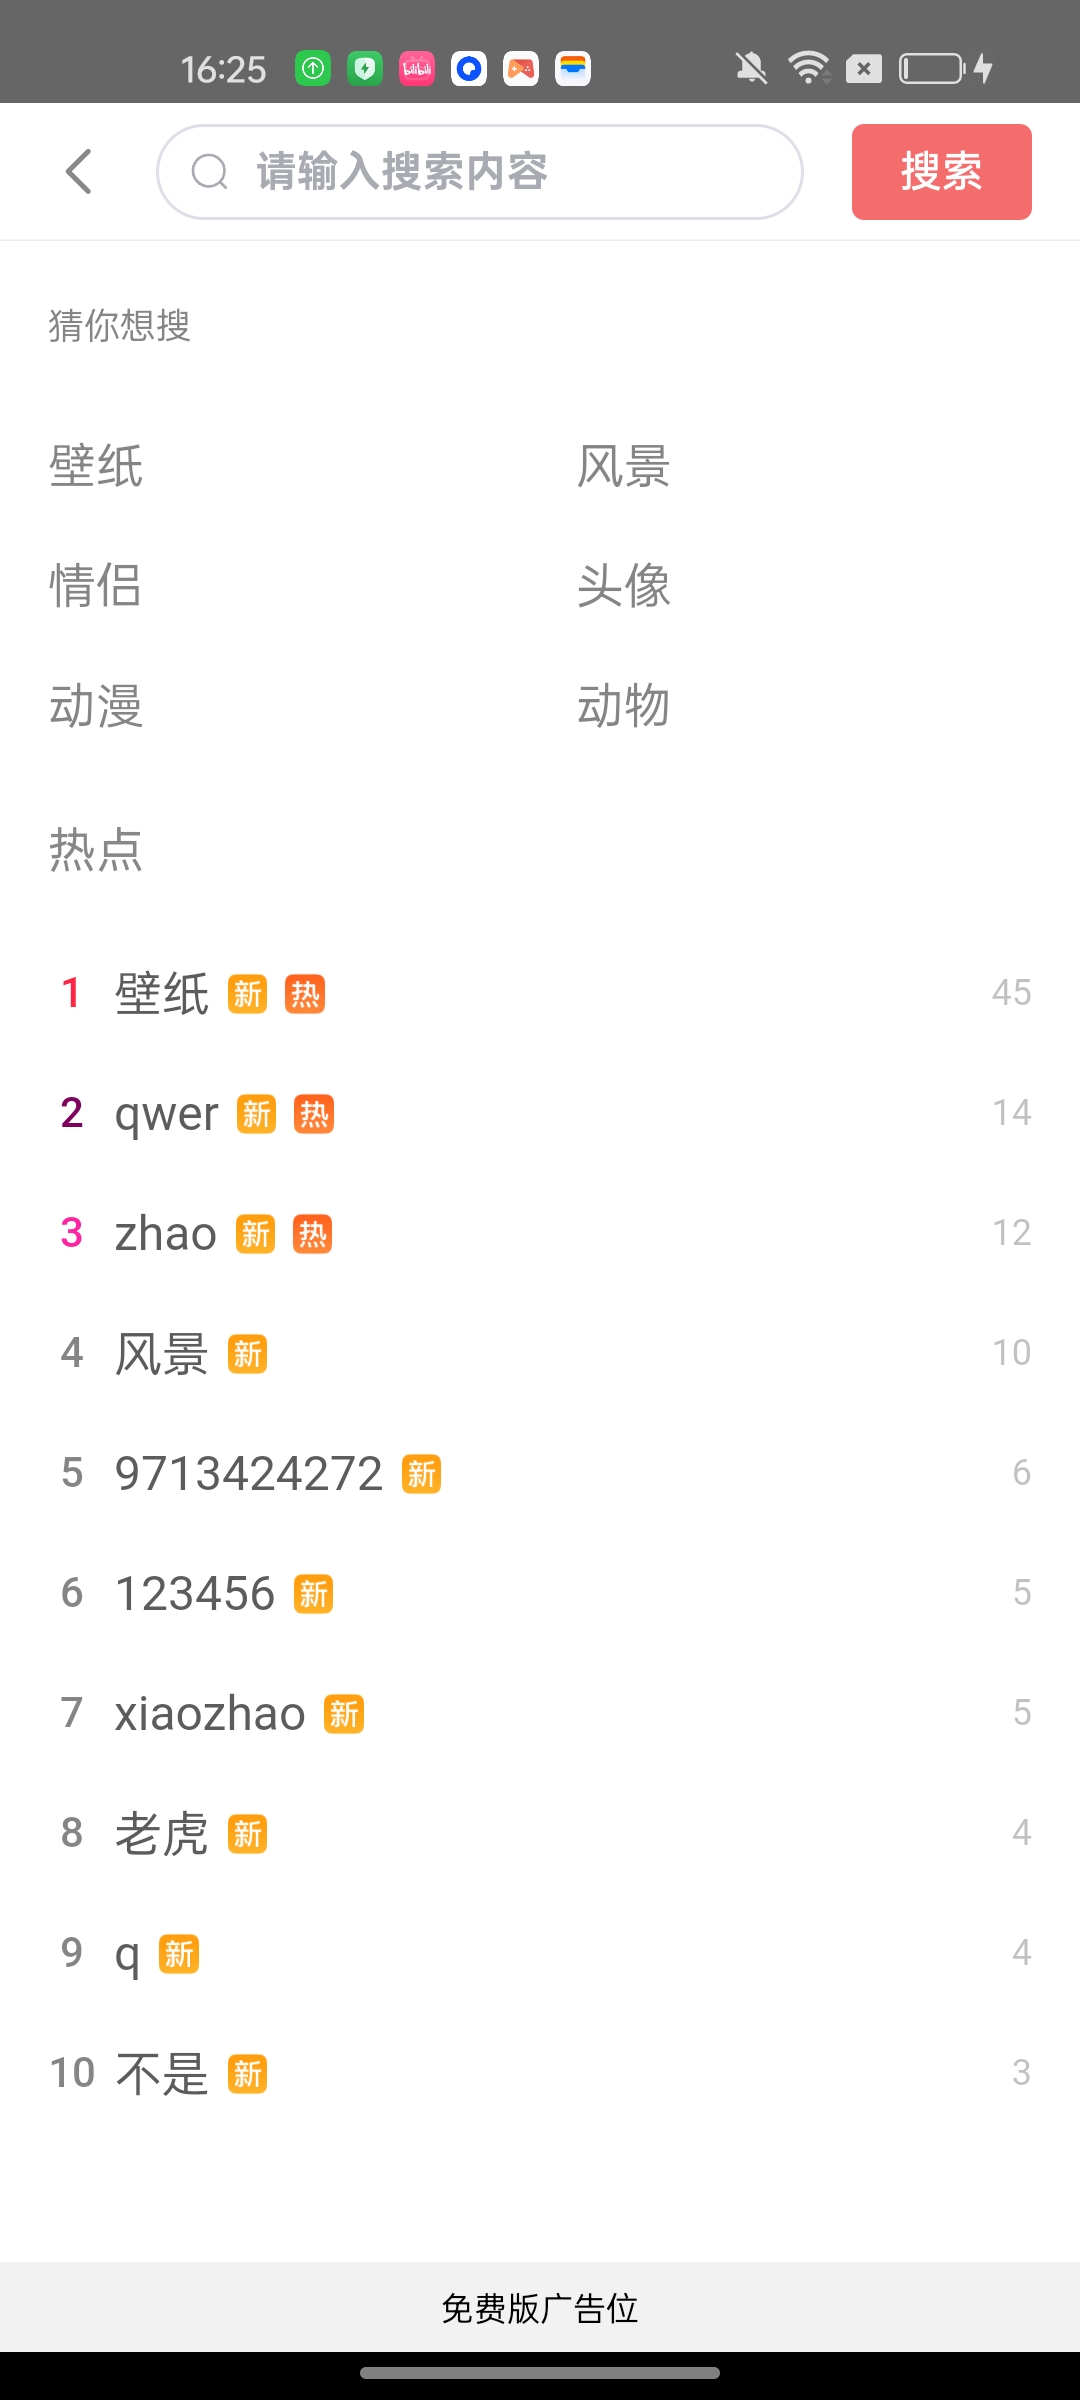 16:25
请输入搜索内容 搜索
猜你想搜
壁纸 风景
情侣 头像
动漫 动物
热点
1 壁纸 新 热 45
2 qwer 新 热 14
3 zhao 新 热 12
4 风景 新 10
5 9713424272 新 6
6 123456 新 5
7 xiaozhao 新 5
8 老虎 新 4
9 q 新 4
10 不是 新 3
免费版广告位